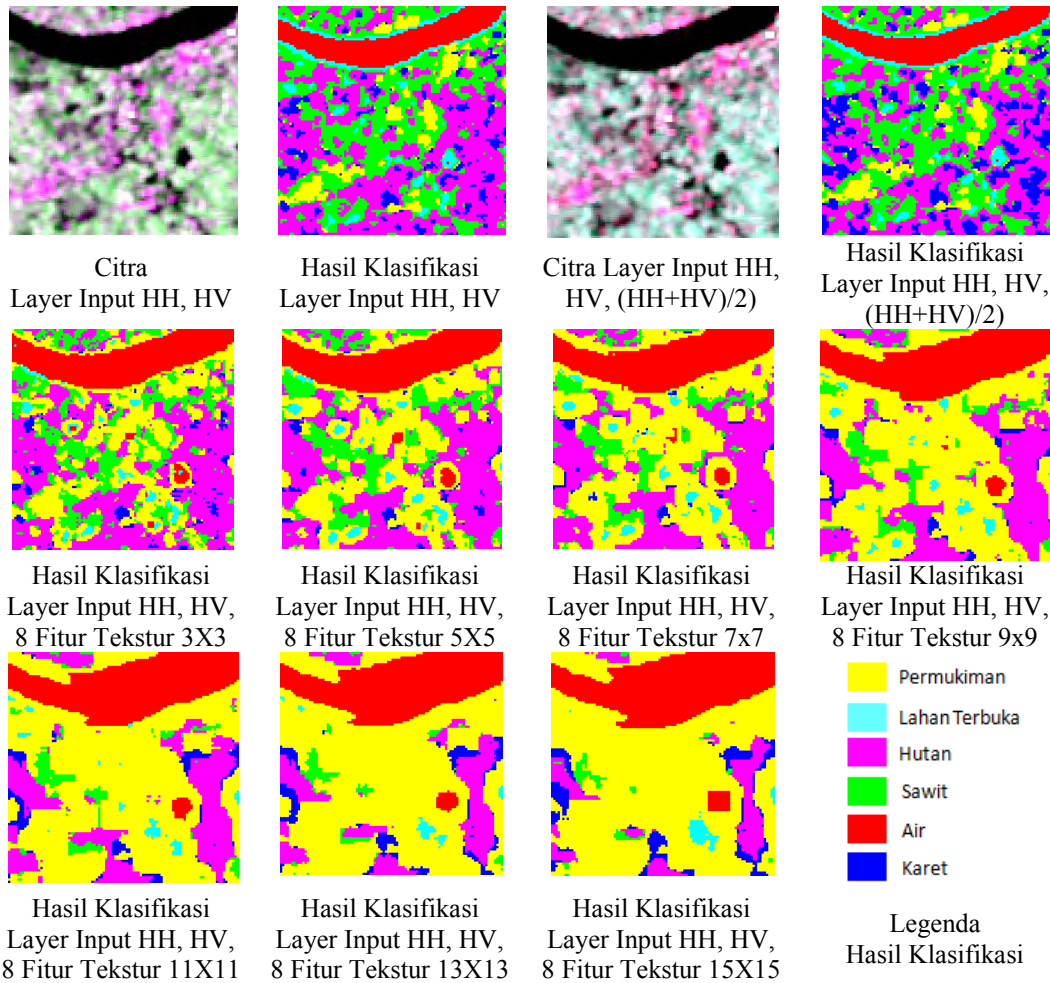 Citra
Layer Input HH, HV
Hasil Klasifikasi
Layer Input HH, HV
Citra Layer Input HH,
HV, (HH+HV)/2)
Hasil Klasifikasi
Layer Input HH, HV,
(HH+HV)/2)
Hasil Klasifikasi
Layer Input HH, HV,
8 Fitur Tekstur 3X3
Hasil Klasifikasi
Layer Input HH, HV,
8 Fitur Tekstur 5X5
Hasil Klasifikasi
Layer Input HH, HV,
8 Fitur Tekstur 7x7
Hasil Klasifikasi
Layer Input HH, HV,
8 Fitur Tekstur 9x9
Permukiman
Lahan Terbuka
Hutan
Sawit
Air
Karet
Hasil Klasifikasi
Layer Input HH, HV,
8 Fitur Tekstur 11X11
Hasil Klasifikasi
Layer Input HH, HV,
8 Fitur Tekstur 13X13
Hasil Klasifikasi
Layer Input HH, HV,
8 Fitur Tekstur 15X15
Legenda
Hasil Klasifikasi